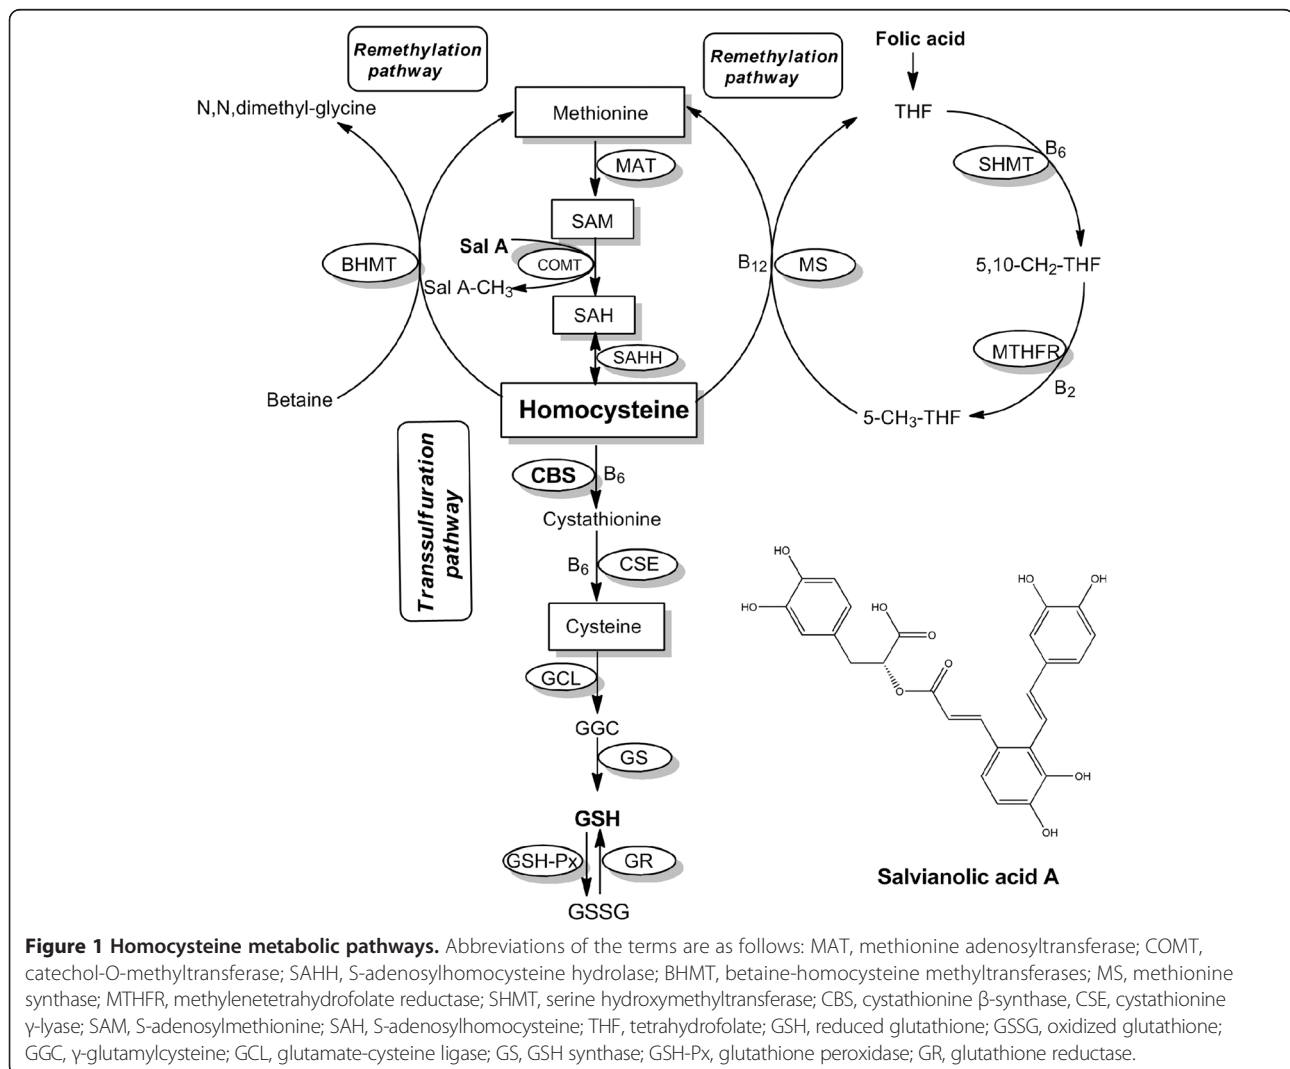 Remethylation
pathway
Remethylation
pathway
Folic acid
N,N,dimethyl-glycine
Methionine
THF
MAT
B6
SHMT
SAM
Sal A
COMT
BHMT
B12
MS
5,10-CH2-THF
Sal A-CH3
SAH
SAHH
MTHFR
B2
Betaine
Homocysteine
5-CH3-THF
Transsulfuration
pathway
CBS
B6
Cystathionine
B6
CSE
Cysteine
GCL
GGC
GS
GSH
GSH-Px
GR
GSSG
HO
HO
HO
O
O
O
HO
OH
OH
OH
Salvianolic acid A
Figure 1 Homocysteine metabolic pathways. Abbreviations of the terms are as follows: MAT, methionine adenosyltransferase; COMT,
catechol-O-methyltransferase; SAHH, S-adenosylhomocysteine hydrolase; BHMT, betaine-homocysteine methyltransferases; MS, methionine
synthase; MTHFR, methylenetetrahydrofolate reductase; SHMT, serine hydroxymethyltransferase; CBS, cystathionine β-synthase, CSE, cystathionine
γ-lyase; SAM, S-adenosylmethionine; SAH, S-adenosylhomocysteine; THF, tetrahydrofolate; GSH, reduced glutathione; GSSG, oxidized glutathione;
GGC, γ-glutamylcysteine; GCL, glutamate-cysteine ligase; GS, GSH synthase; GSH-Px, glutathione peroxidase; GR, glutathione reductase.